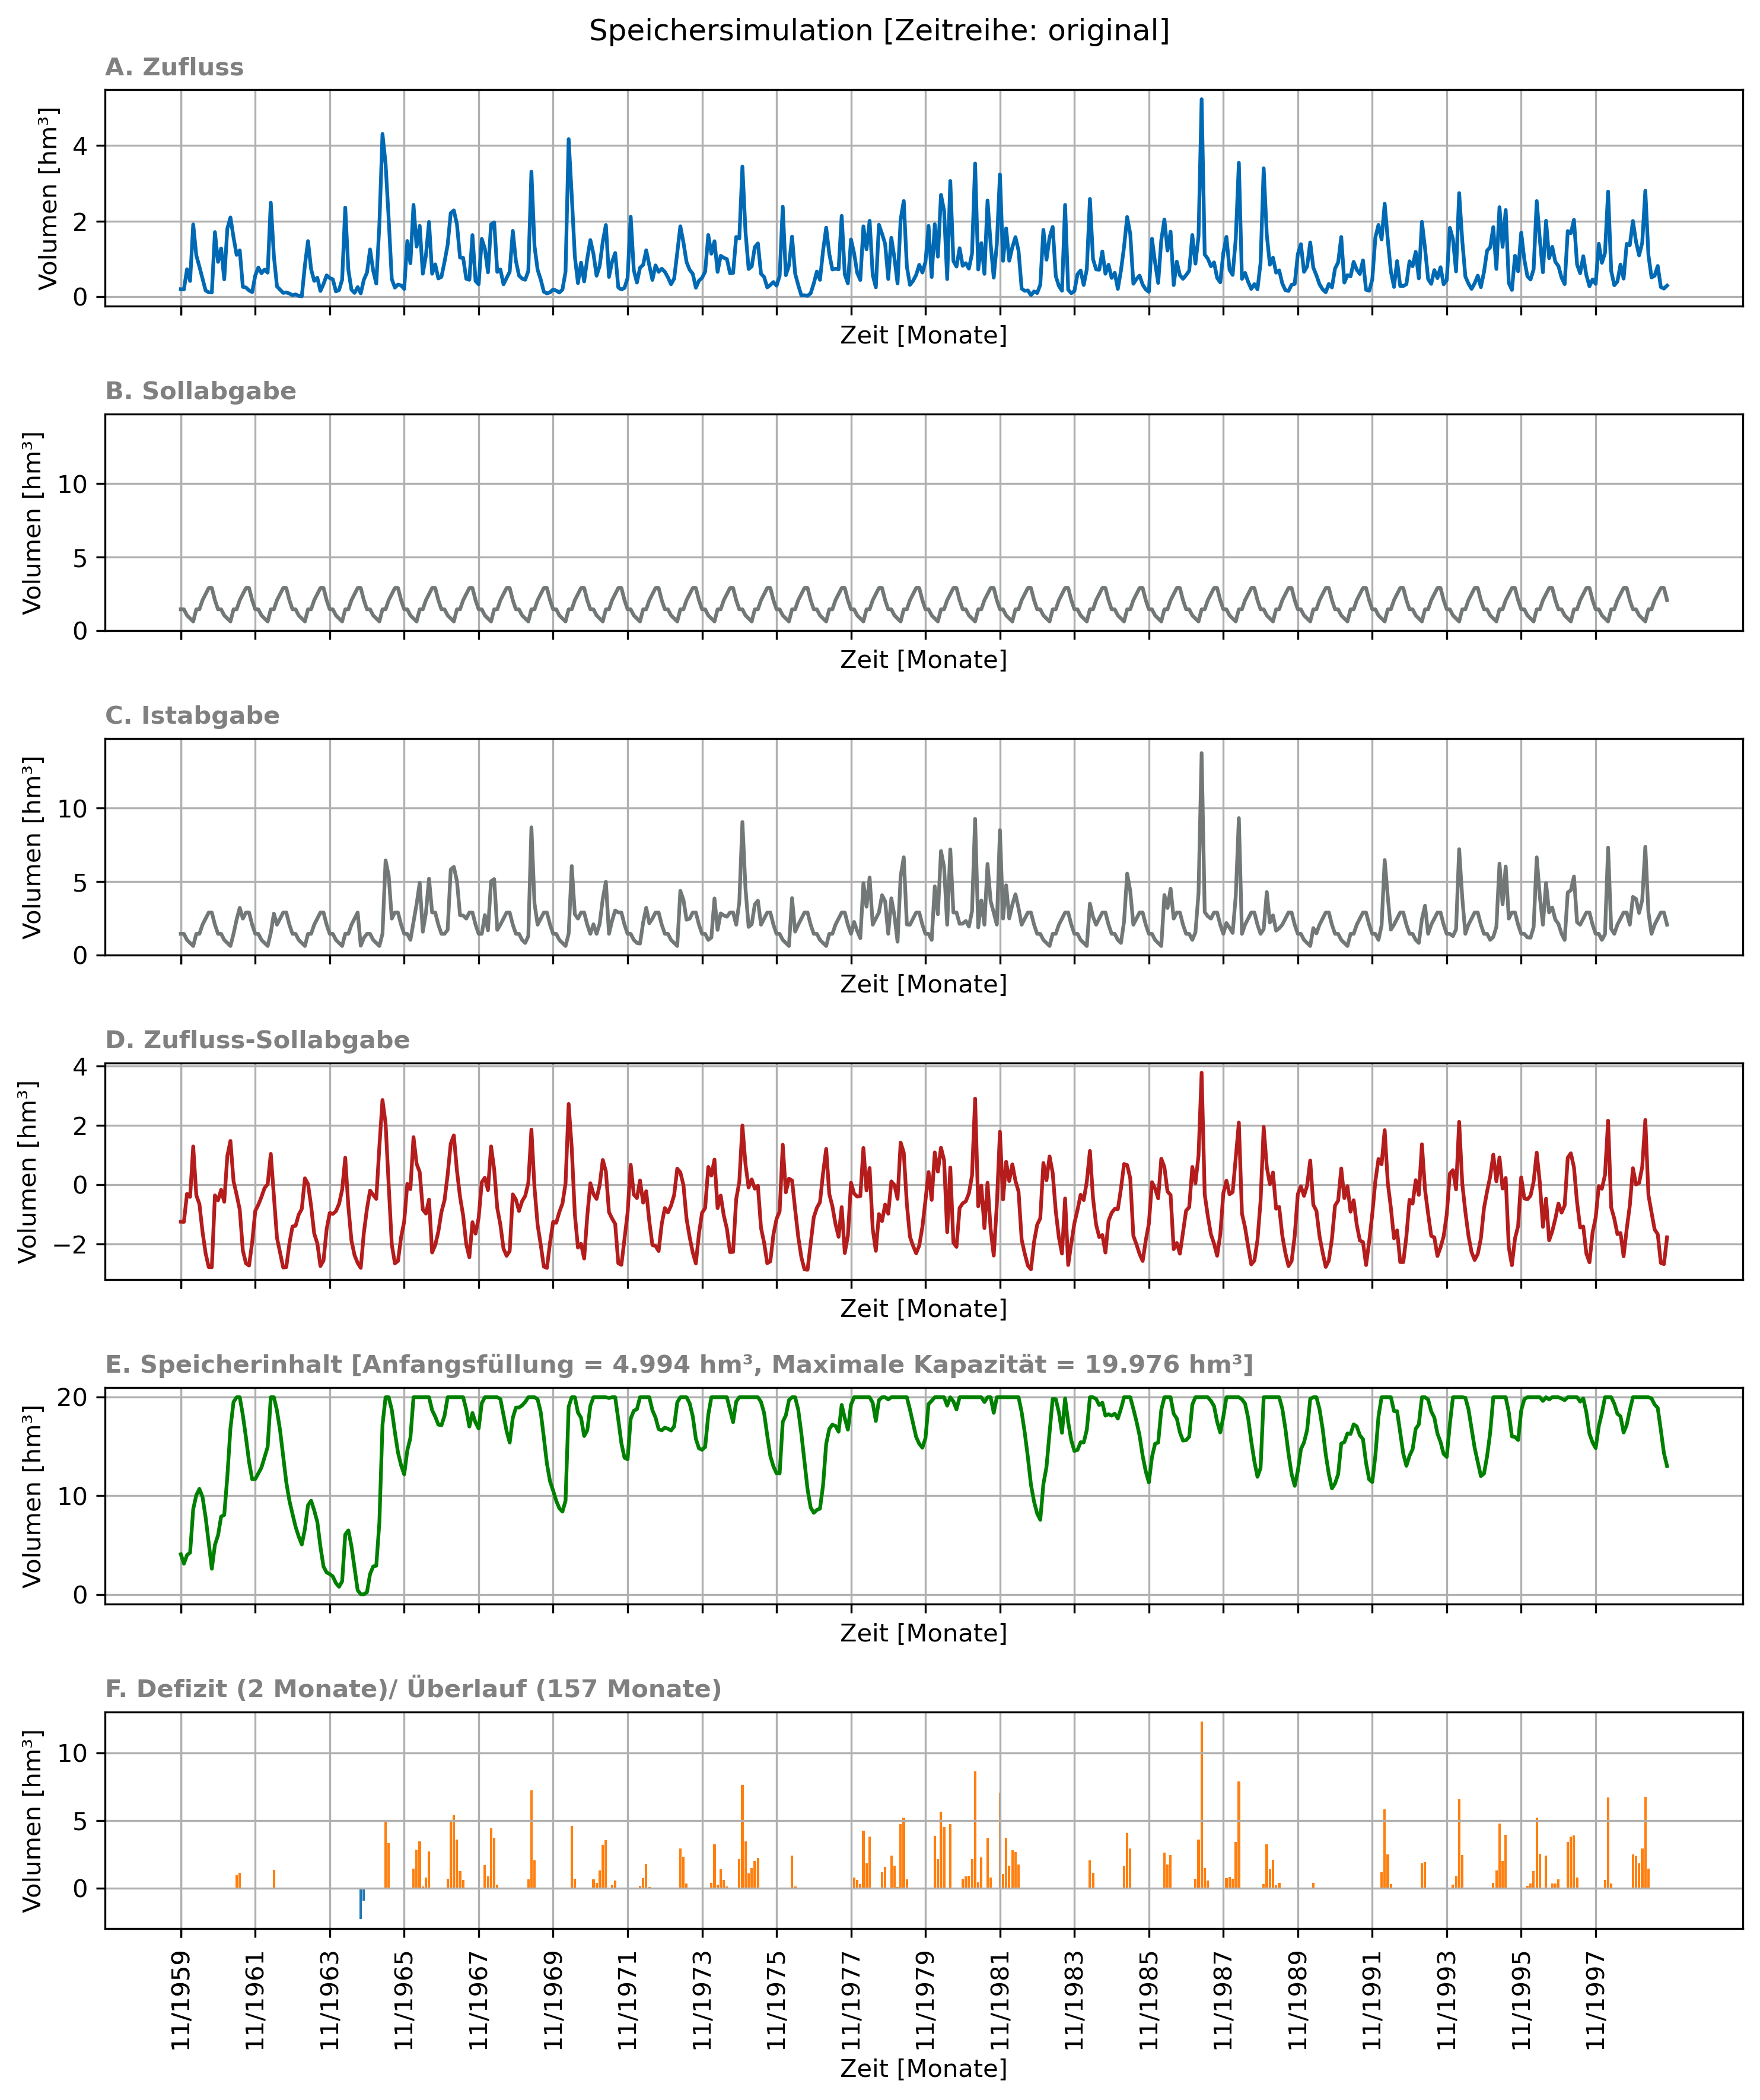 Speichersimulation [Zeitreihe: original]
A. Zufluss
Volumen [hm³]
4
2
0
Zeit [Monate]
B. Sollabgabe
Volumen [hm³]
10
5
0
Zeit [Monate]
C. Istabgabe
Volumen [hm³]
10
5
0
Zeit [Monate]
D. Zufluss-Sollabgabe
Volumen [hm³]
4
2
0
−2
Zeit [Monate]
E. Speicherinhalt [Anfangsfüllung = 4.994 hm³, Maximale Kapazität = 19.976 hm³]
Volumen [hm³]
20
10
0
Zeit [Monate]
F. Defizit (2 Monate)/ Überlauf (157 Monate)
Volumen [hm³]
10
5
0
11/1959
11/1961
11/1963
11/1965
11/1967
11/1969
11/1971
11/1973
11/1975
11/1977
11/1979
11/1981
11/1983
11/1985
11/1987
11/1989
11/1991
11/1993
11/1995
11/1997
Zeit [Monate]